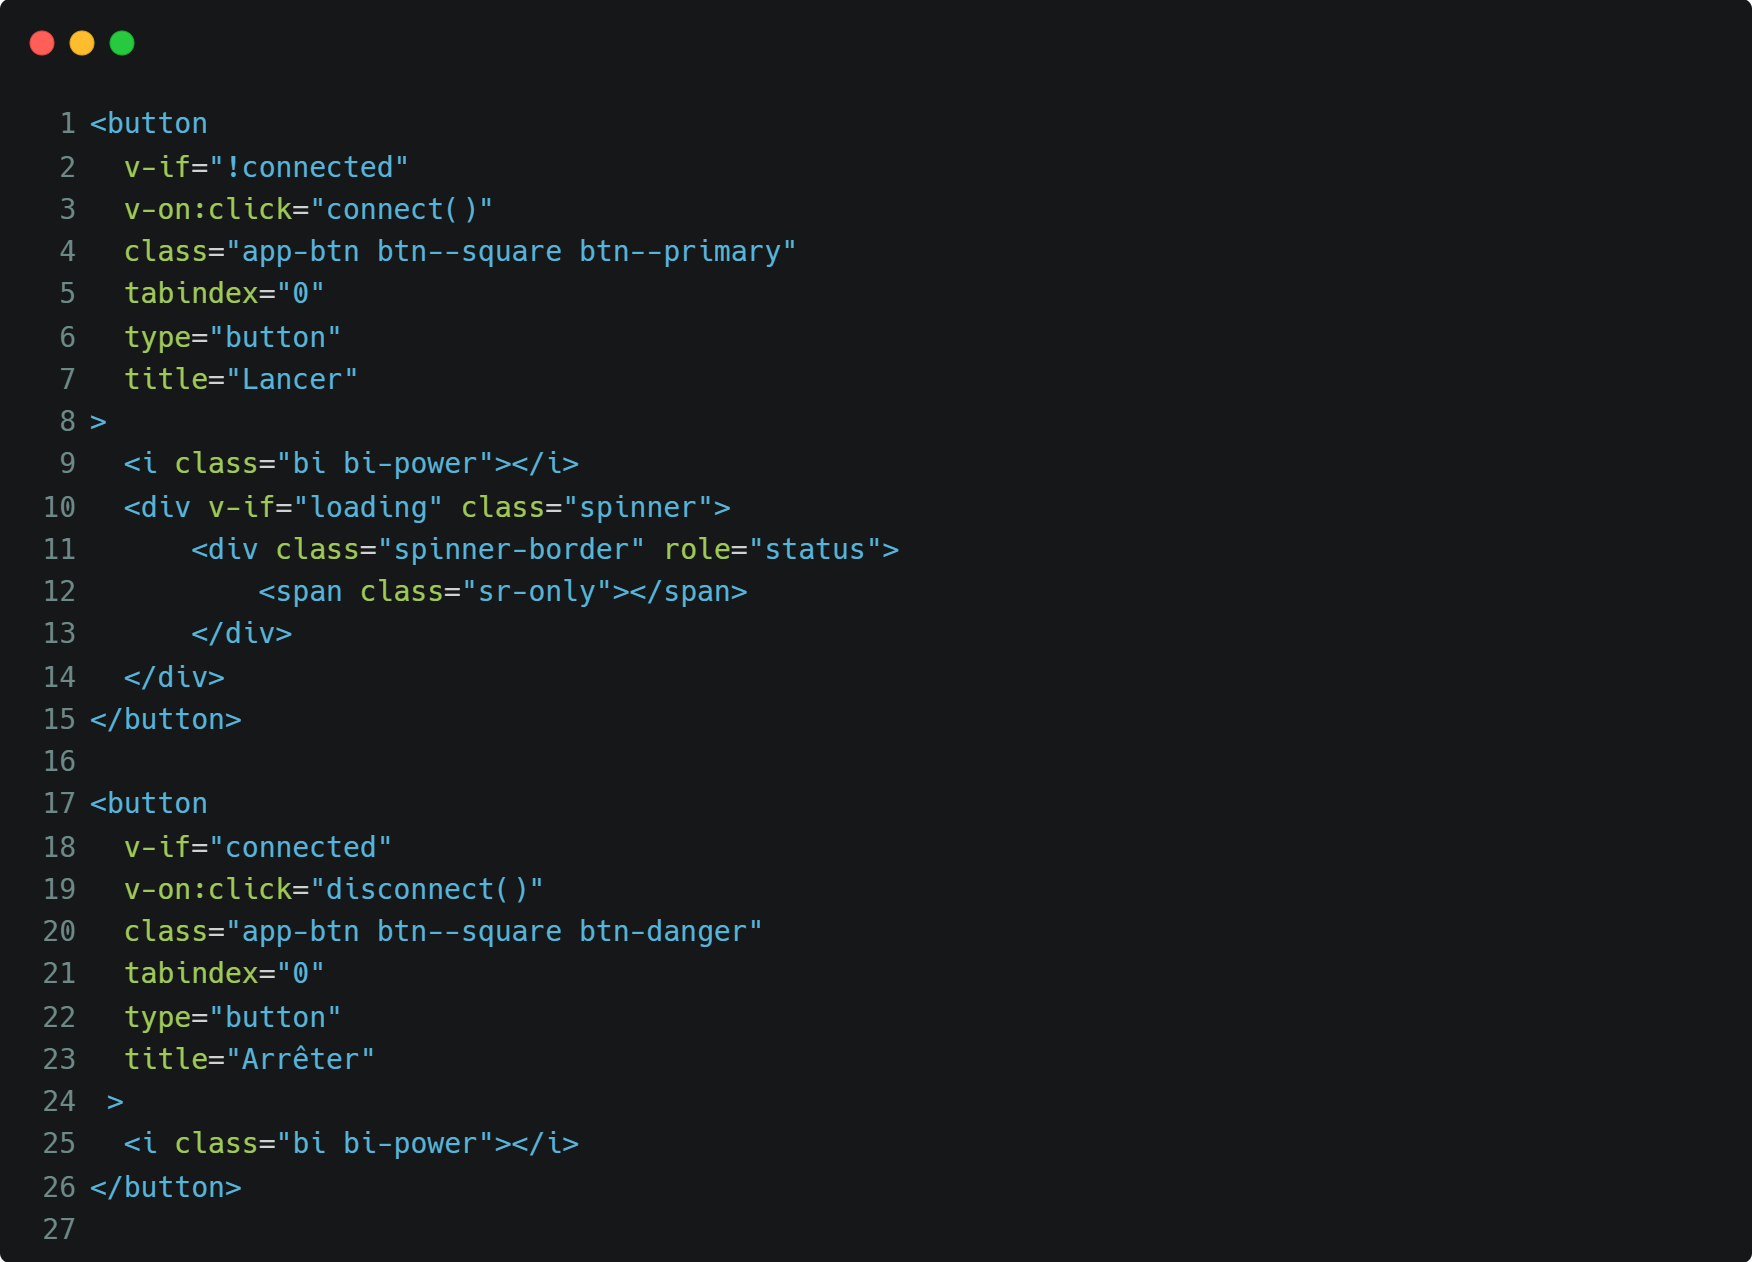 1 <button
2   v-if="!connected"
3   v-on:click="connect()"
4   class="app-btn btn--square btn--primary"
5   tabindex="0"
6   type="button"
7   title="Lancer"
8 >
9   <i class="bi bi-power"></i>
10   <div v-if="loading" class="spinner">
11       <div class="spinner-border" role="status">
12           <span class="sr-only"></span>
13       </div>
14   </div>
15 </button>
16
17 <button
18   v-if="connected"
19   v-on:click="disconnect()"
20   class="app-btn btn--square btn-danger"
21   tabindex="0"
22   type="button"
23   title="Arrêter"
24  >
25   <i class="bi bi-power"></i>
26 </button>
27